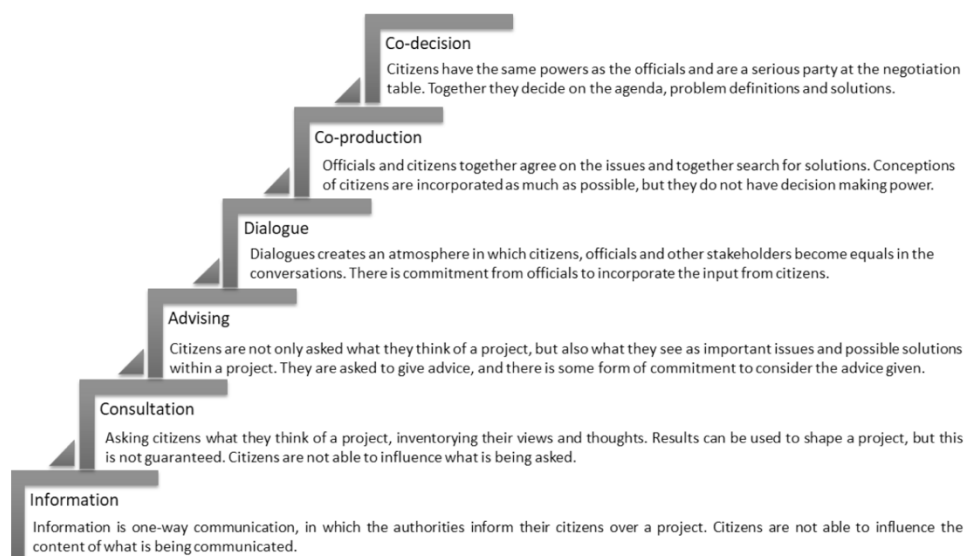 Co-decision
Citizens have the same powers as the officials and are a serious party at the negotiation
table. Together they decide on the agenda, problem definitions and solutions.
Co-production
Officials and citizens together agree on the issues and together search for solutions. Conceptions
of citizens are incorporated as much as possible, but they do not have decision making power.
Dialogue
Dialogues creates an atmosphere in which citizens, officials and other stakeholders become equals in the
conversations. There is commitment from officials to incorporate the input from citizens.
Advising
Citizens are not only asked what they think of a project, but also what they see as important issues and possible solutions
within a project. They are asked to give advice, and there is some form of commitment to consider the advice given.
Consultation
Asking citizens what they think of a project, inventorying their views and thoughts. Results can be used to shape a project, but this
is not guaranteed. Citizens are not able to influence what is being asked.
Information
Information is one-way communication, in which the authorities inform their citizens over a project. Citizens are not able to influence the
content of what is being communicated.